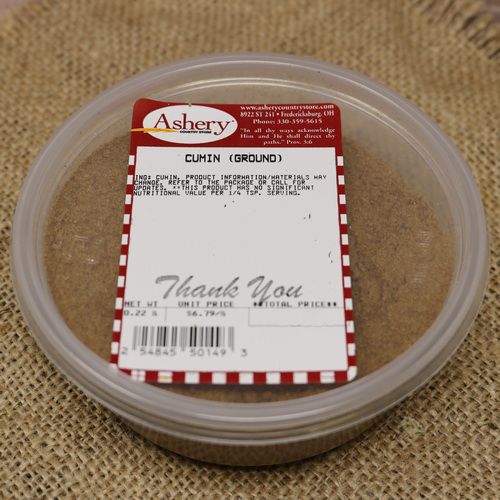 Ashery
COUNTRY STORE
www.asherycountrystore.com
8922 ST 241 • Fredericksburg, OH
Phone: 330-359-5615
"In all thy ways acknowledge
Him and He shall direct thy
paths." Prov. 3:6
CUMIN (GROUND)
ING: CUMIN. PRODUCT INFORMATION/MATERIALS MAY
CHANGE. REFER TO THE PACKAGE OR CALL FOR
UPDATES. **THIS PRODUCT HAS NO SIGNIFICANT
NUTRITIONAL VALUE PER 1/4 TSP. SERVING.
Thank You
NET WT UNIT PRICE **TOTAL PRICE**
0.22 lb $6.79/lb
2 54845 50149 3